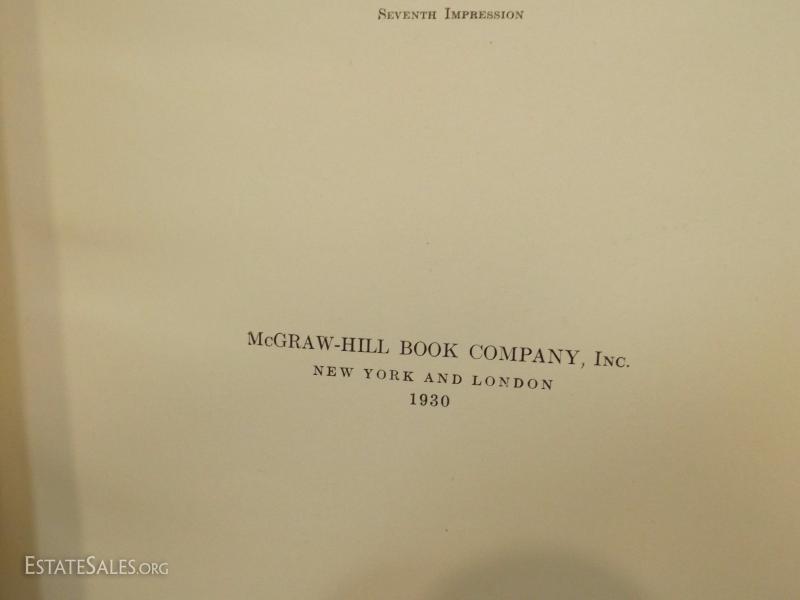 Seventh Impression
McGRAW-HILL BOOK COMPANY, Inc.
NEW YORK AND LONDON
1930
EstateSales.org